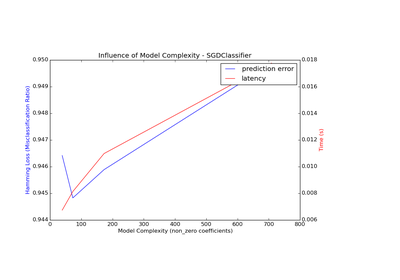 Influence of Model Complexity - SGDClassifier
0.950
0.949
0.948
0.947
0.946
0.945
0.944
Hamming Loss (Misclassification Ratio)
prediction error
latency
0.018
0.016
0.014
0.012
0.010
0.008
0.006
Time (s)
0 100 200 300 400 500 600 700 800
Model Complexity (non_zero coefficients)